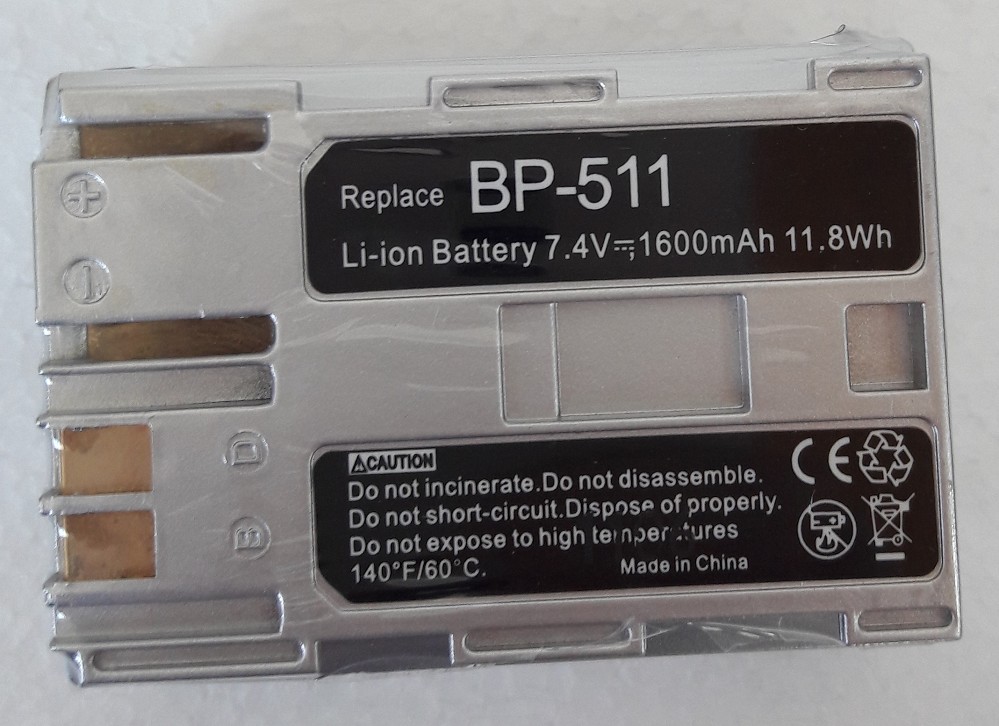 Replace BP-511
Li-ion Battery 7.4V⎓1600mAh 11.8Wh
+
-
D
B
⚠CAUTION
Do not incinerate.Do not disassemble.
Do not short-circuit.Dispose of properly.
Do not expose to high temperatures
140°F/60°C.
Made in China
CE